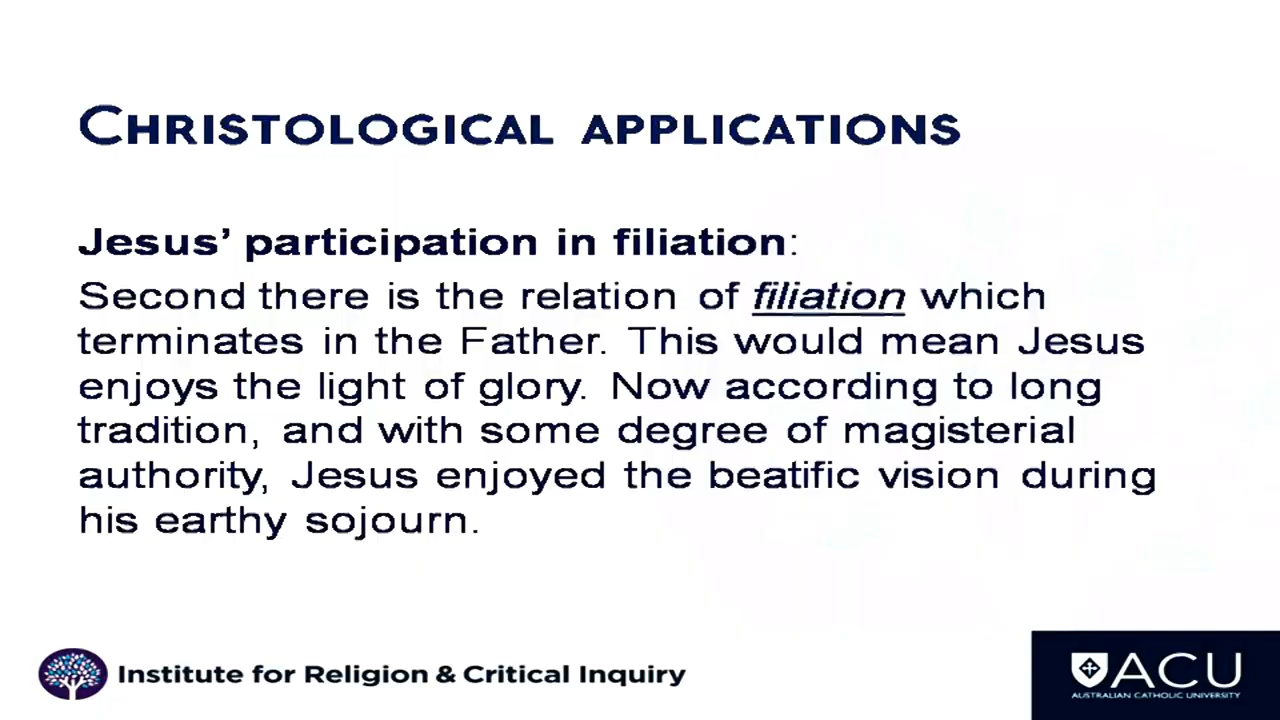 CHRISTOLOGICAL APPLICATIONS
Jesus’ participation in filiation:
Second there is the relation of filiation which
terminates in the Father. This would mean Jesus
enjoys the light of glory. Now according to long
tradition, and with some degree of magisterial
authority, Jesus enjoyed the beatific vision during
his earthy sojourn.
Institute for Religion & Critical Inquiry
ACU
AUSTRALIAN CATHOLIC UNIVERSITY